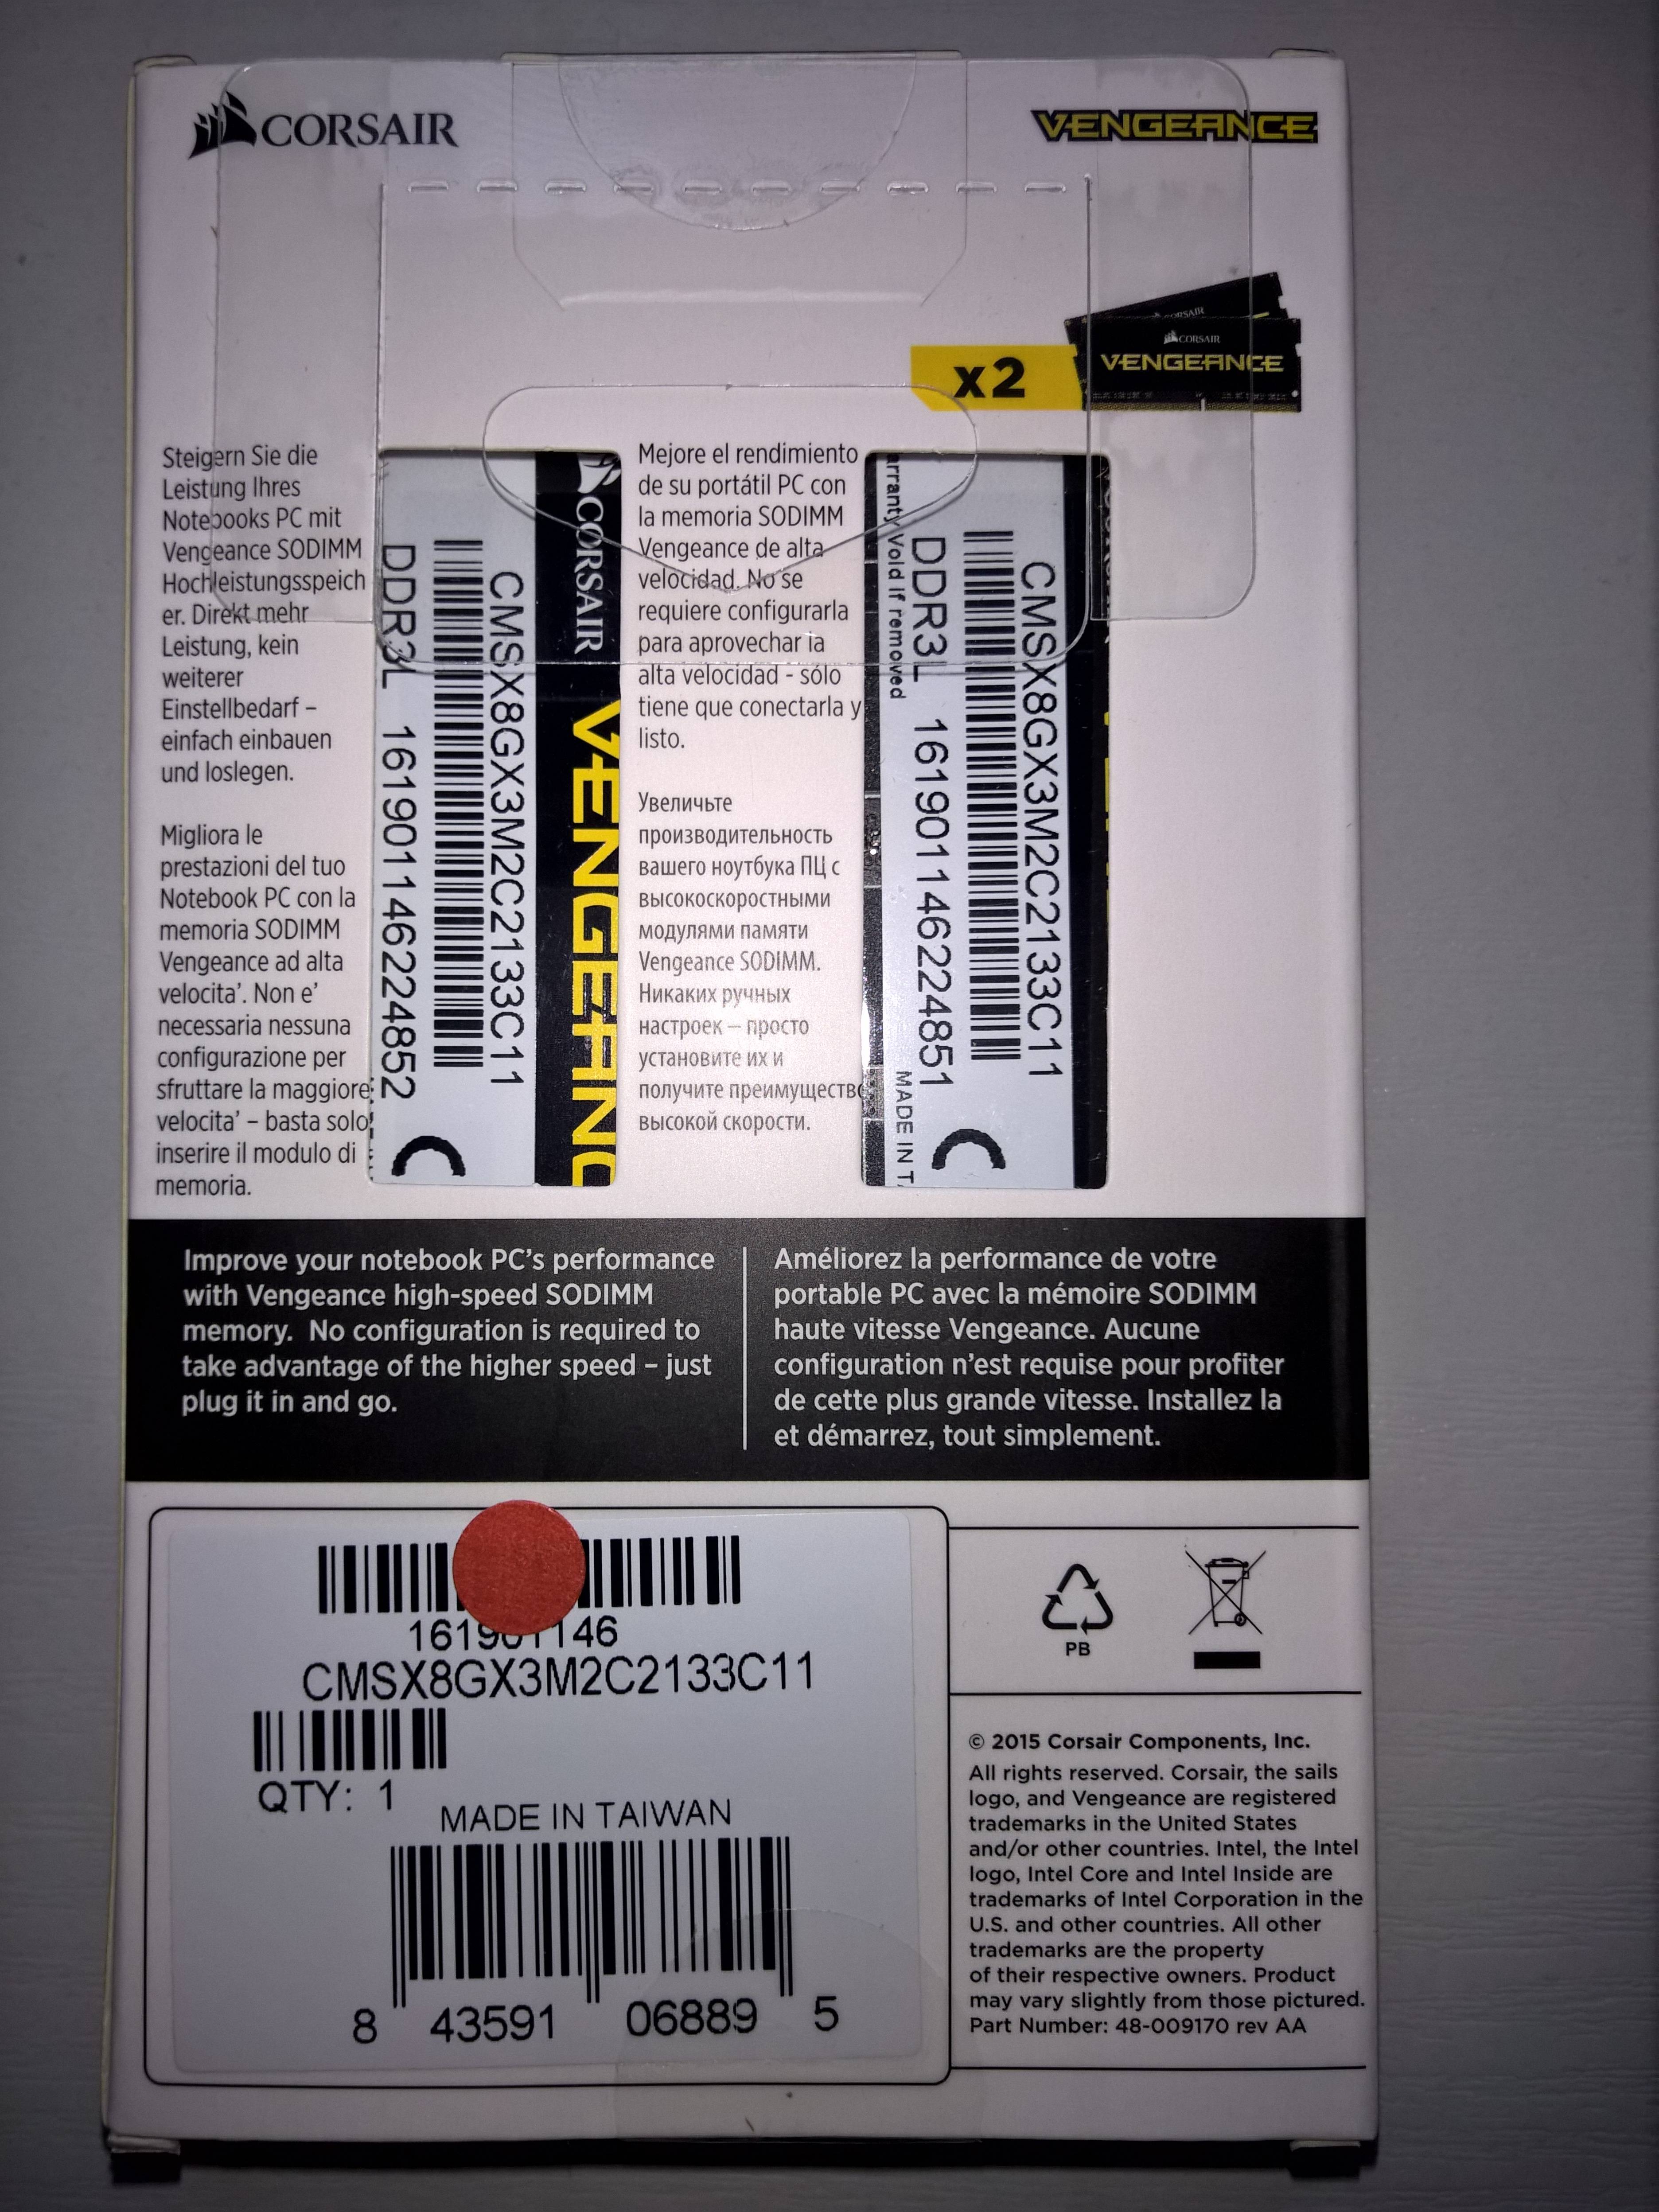 CORSAIR
VENGEANCE
CORSAIR
CORSAIR
VENGEANCE
x2
Steigern Sie die
Leistung Ihres
Notebooks PC mit
Vengeance SODIMM
Hochleistungsspeich
er. Direkt mehr
Leistung, kein
weiterer
Einstellbedarf –
einfach einbauen
und loslegen.
Migliora le
prestazioni del tuo
Notebook PC con la
memoria SODIMM
Vengeance ad alta
velocita’. Non e’
necessaria nessuna
configurazione per
sfruttare la maggiore
velocita’ – basta solo
inserire il modulo di
memoria.
CORSAIR
VENGEANC
CMSX8GX3M2C2133C11
DDR3L 161901146224852
Mejore el rendimiento
de su portátil PC con
la memoria SODIMM
Vengeance de alta
velocidad. No se
requiere configurarla
para aprovechar la
alta velocidad - sólo
tiene que conectarla y
listo.
Увеличьте
производительность
вашего ноутбука ПЦ с
высокоскоростными
модулями памяти
Vengeance SODIMM.
Никаких ручных
настроек – просто
установите их и
получите преимущество
высокой скорости.
CMSX8GX3M2C2133C11
DDR3L 161901146224851
arranty Void if removed
MADE IN T
Improve your notebook PC’s performance
with Vengeance high-speed SODIMM
memory. No configuration is required to
take advantage of the higher speed – just
plug it in and go.
Améliorez la performance de votre
portable PC avec la mémoire SODIMM
haute vitesse Vengeance. Aucune
configuration n’est requise pour profiter
de cette plus grande vitesse. Installez la
et démarrez, tout simplement.
161901146
CMSX8GX3M2C2133C11
QTY: 1
MADE IN TAIWAN
8 43591 06889 5
PB
© 2015 Corsair Components, Inc.
All rights reserved. Corsair, the sails
logo, and Vengeance are registered
trademarks in the United States
and/or other countries. Intel, the Intel
logo, Intel Core and Intel Inside are
trademarks of Intel Corporation in the
U.S. and other countries. All other
trademarks are the property
of their respective owners. Product
may vary slightly from those pictured.
Part Number: 48-009170 rev AA